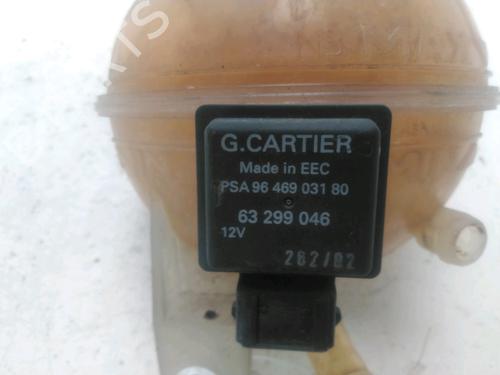 G.CARTIER
Made in EEC
PSA 96 469 031 80
63 299 046
12V
282/02